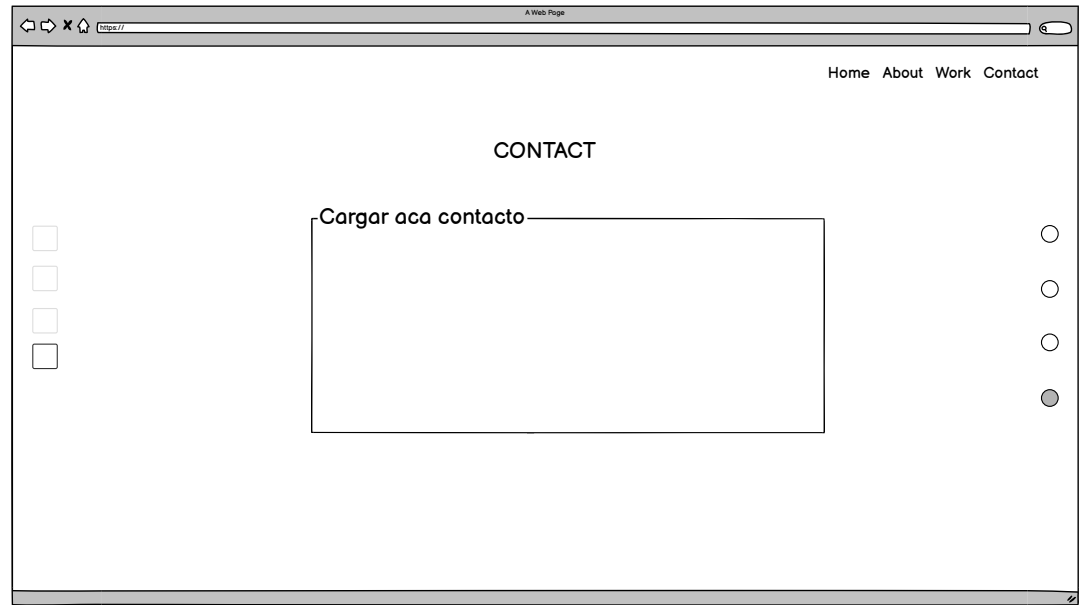 A Web Page
https://
Home About Work Contact
CONTACT
Cargar aca contacto